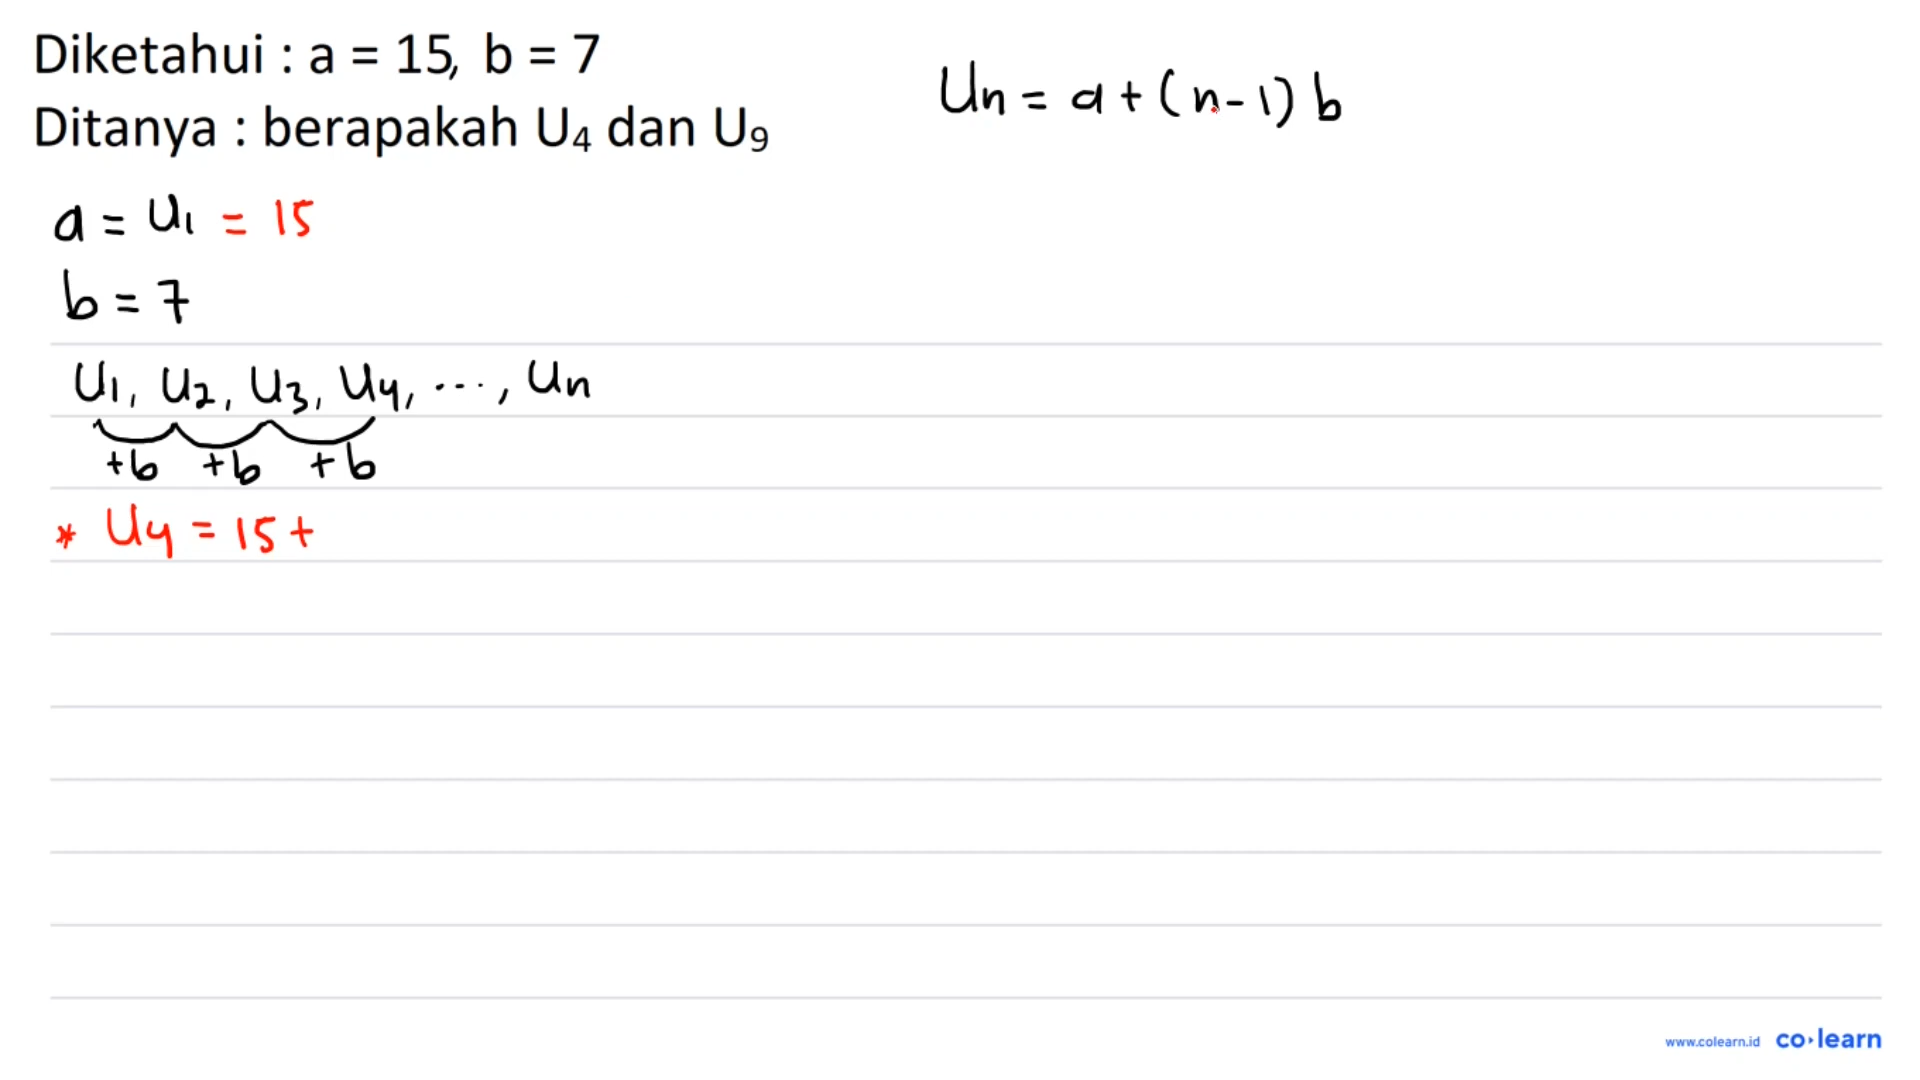 Diketahui : a = 15, b = 7
Ditanya : berapakah U₄ dan U₉
Un = a + (n - 1) b
a = U₁ = 15
b = 7
U₁, U₂, U₃, U₄, ..., Un
+b +b +b
* U₄ = 15 +
www.colearn.id co learn